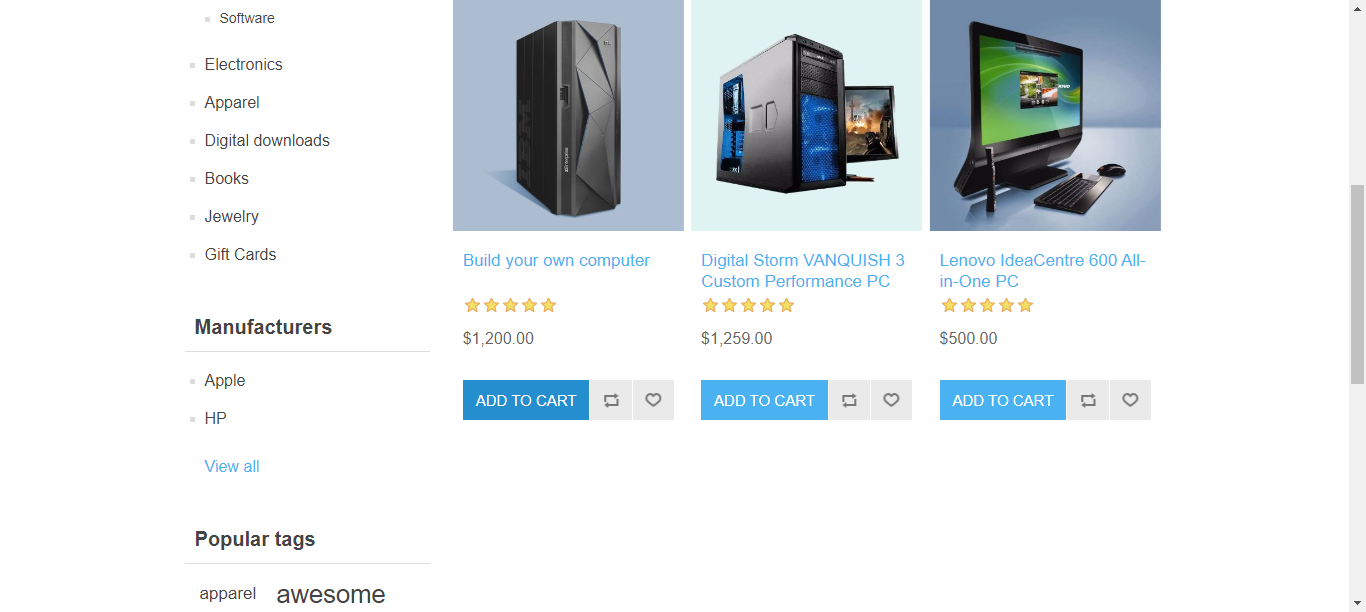 Software
Electronics
Apparel
Digital downloads
Books
Jewelry
Gift Cards
Manufacturers
Apple
HP
View all
Popular tags
apparel awesome
IBM
Build your own computer
$1,200.00
ADD TO CART
Digital Storm VANQUISH 3
Custom Performance PC
$1,259.00
ADD TO CART
Lenovo IdeaCentre 600 All-
in-One PC
$500.00
ADD TO CART